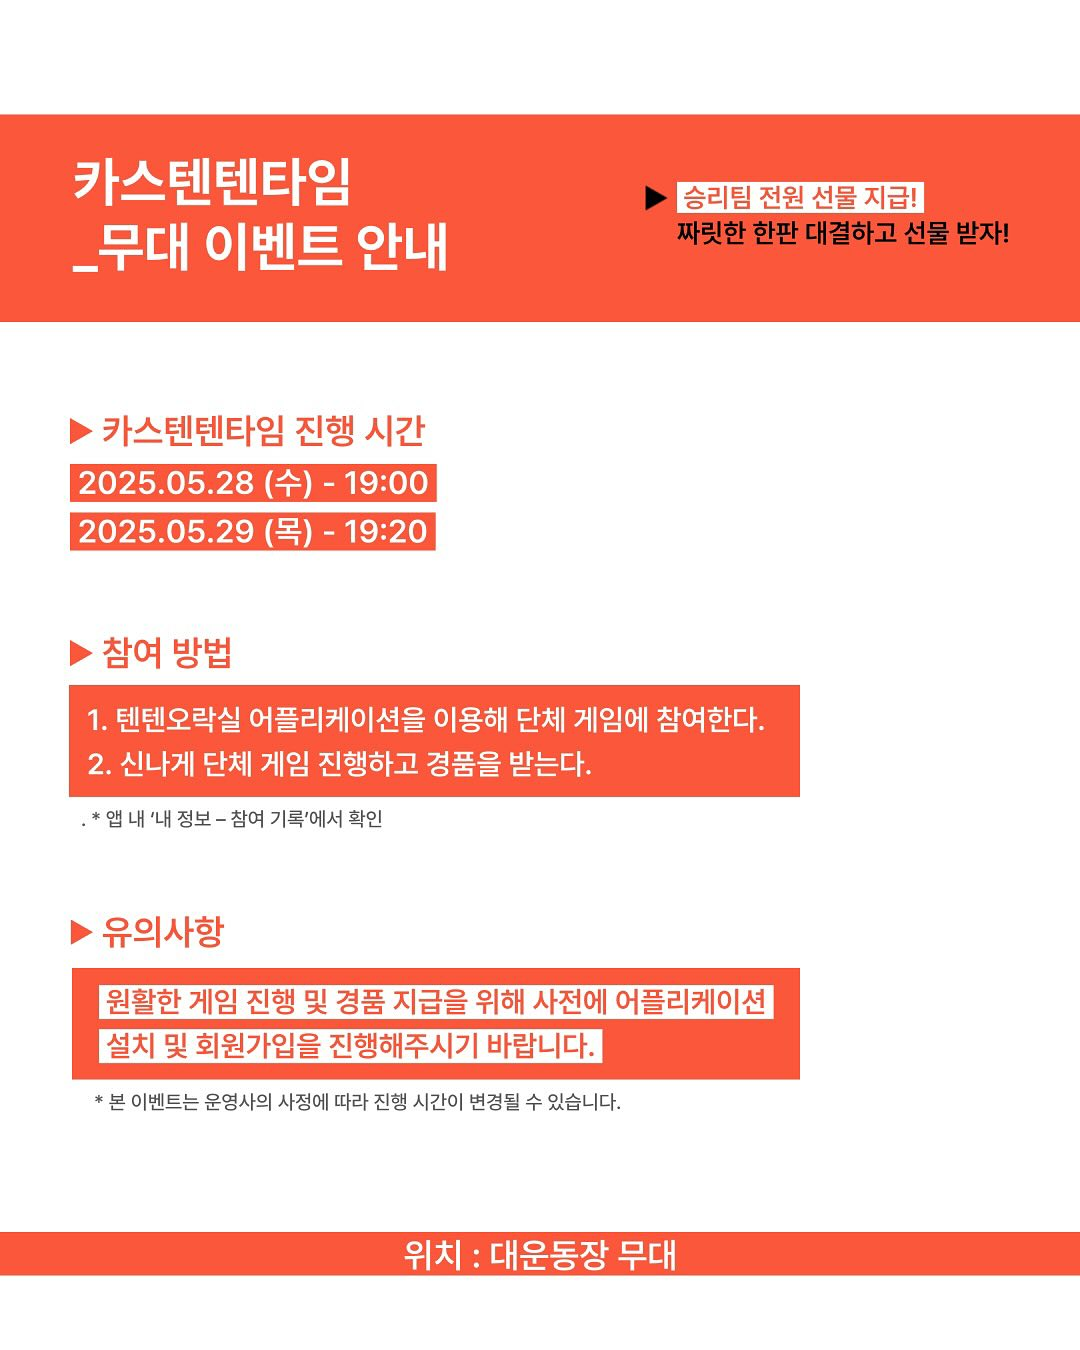 카스텐텐타임
_무대 이벤트 안내
▶ 승리팀 전원 선물 지급!
짜릿한 한판 대결하고 선물 받자!
▶ 카스텐텐타임 진행 시간
2025.05.28 (수) - 19:00
2025.05.29 (목) - 19:20
▶ 참여 방법
1. 텐텐오락실 어플리케이션을 이용해 단체 게임에 참여한다.
2. 신나게 단체 게임 진행하고 경품을 받는다.
. * 앱 내 ‘내 정보 – 참여 기록’에서 확인
▶ 유의사항
원활한 게임 진행 및 경품 지급을 위해 사전에 어플리케이션
설치 및 회원가입을 진행해주시기 바랍니다.
* 본 이벤트는 운영사의 사정에 따라 진행 시간이 변경될 수 있습니다.
위치 : 대운동장 무대